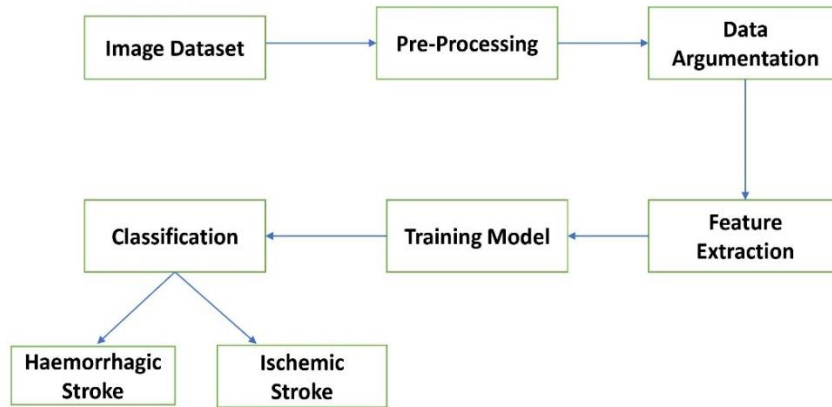 Image Dataset
Pre-Processing
Data
Argumentation
Classification
Training Model
Feature
Extraction
Haemorrhagic
Stroke
Ischemic
Stroke